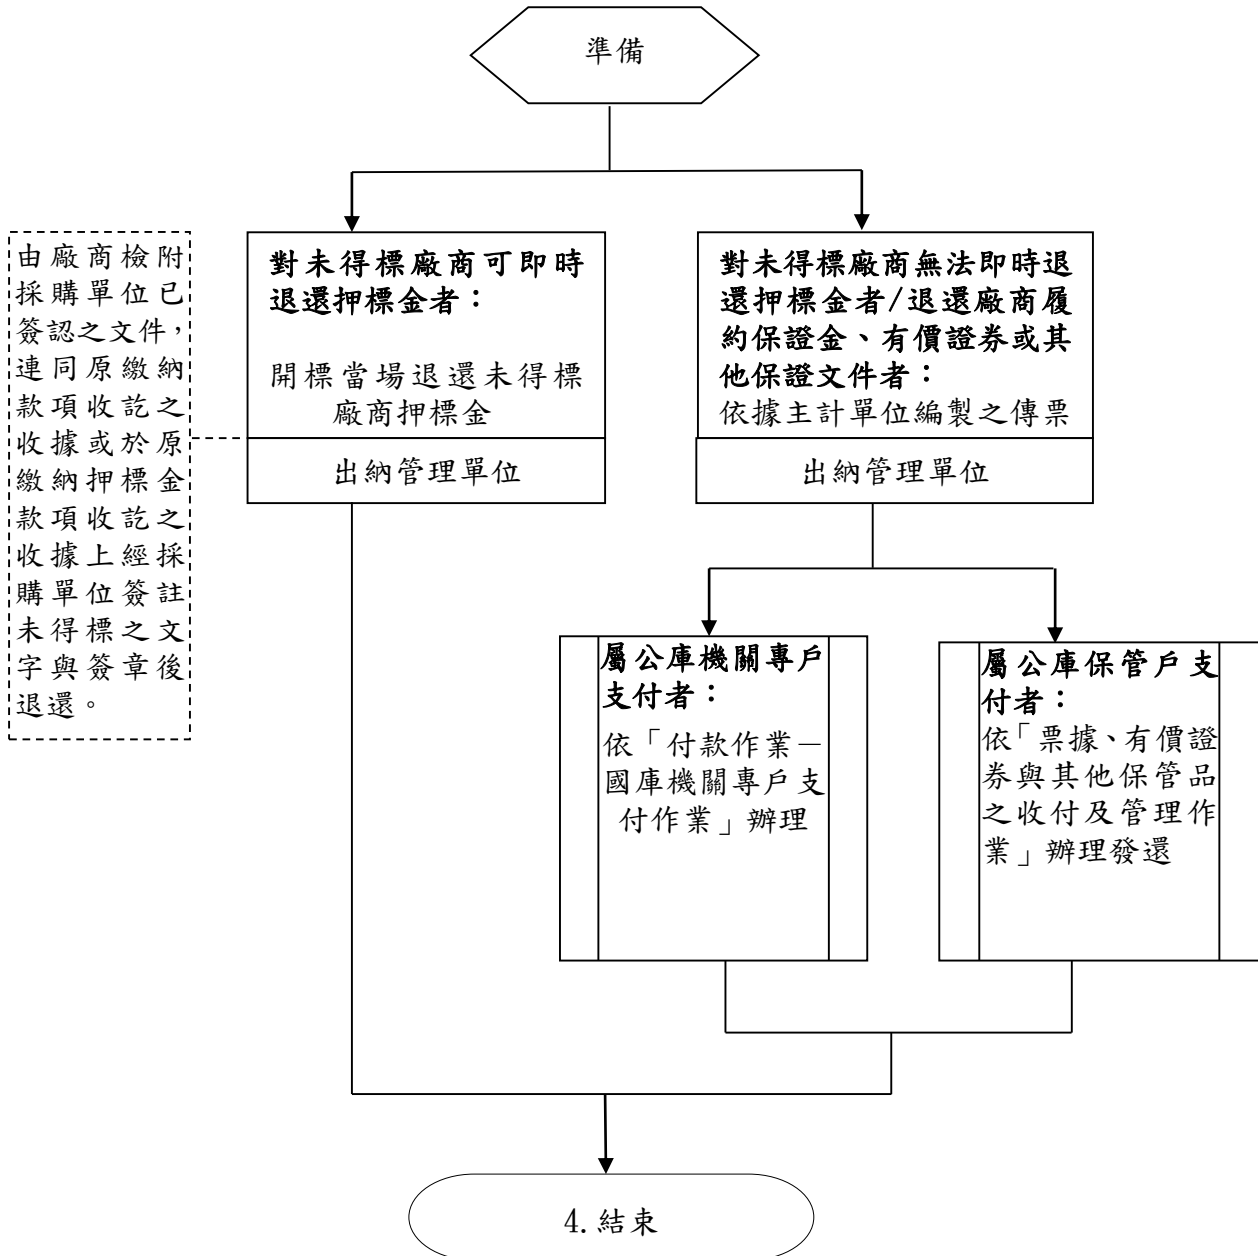 準備
由廠商檢附
採購單位已
簽認之文件，
連同原繳納
款項收訖之
收據或於原
繳納押標金
款項收訖之
收據上經採
購單位簽註
未得標之文
字與簽章後
退還。
對未得標廠商可即時
退還押標金者：
開標當場退還未得標
廠商押標金
出納管理單位
對未得標廠商無法即時退
還押標金者/退還廠商履
約保證金、有價證券或其
他保證文件者：
依據主計單位編製之傳票
出納管理單位
屬公庫機關專戶
支付者：
依「付款作業－
國庫機關專戶支
付作業」辦理
屬公庫保管戶支
付者：
依「票據、有價證
券與其他保管品
之收付及管理作
業」辦理發還
4.結束